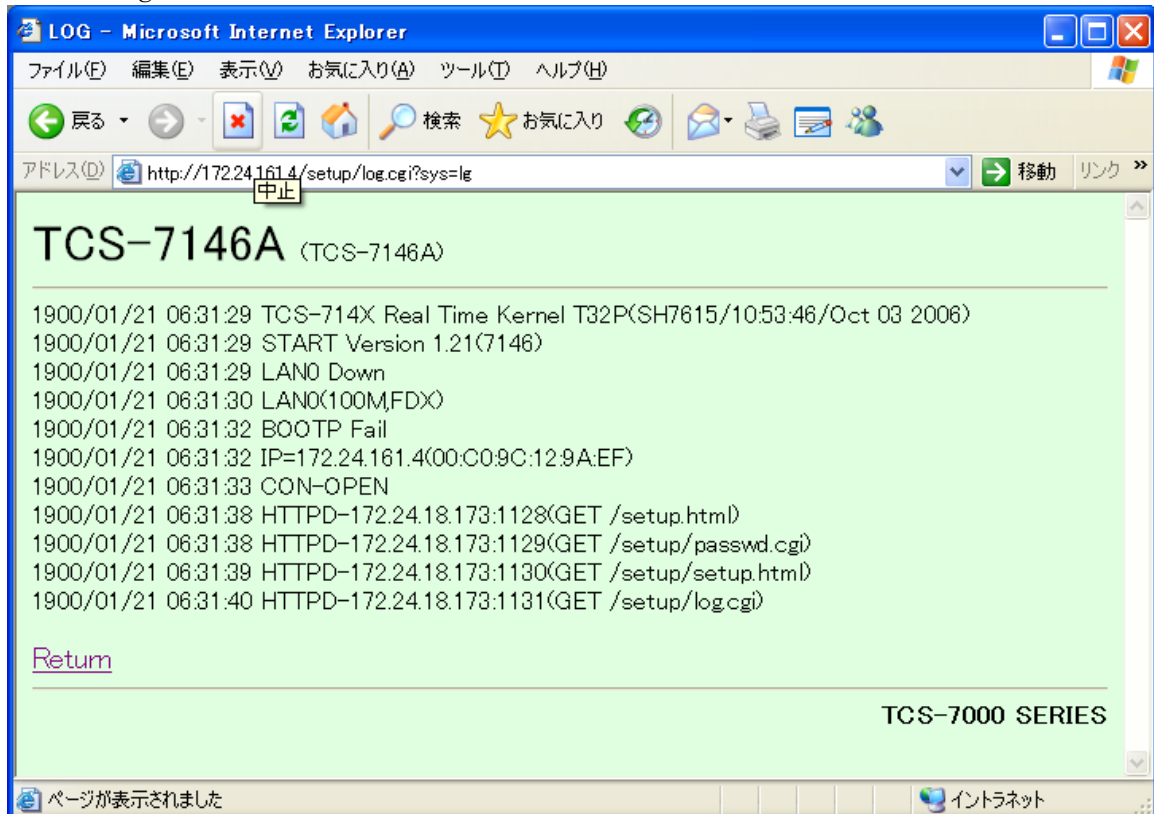 LOG - Microsoft Internet Explorer
ファイル(F) 編集(E) 表示(V) お気に入り(A) ツール(T) ヘルプ(H)
戻る 検索 お気に入り
アドレス(D) http://172.24.161.4/setup/log.cgi?sys=lg 移動 リンク »
中止
TCS-7146A (TCS-7146A)
1900/01/21 06:31:29 TCS-714X Real Time Kernel T32P(SH7615/10:53:46/Oct 03 2006)
1900/01/21 06:31:29 START Version 1.21(7146)
1900/01/21 06:31:29 LAN0 Down
1900/01/21 06:31:30 LAN0(100M,FDX)
1900/01/21 06:31:32 BOOTP Fail
1900/01/21 06:31:32 IP=172.24.161.4(00:C0:9C:12:9A:EF)
1900/01/21 06:31:33 CON-OPEN
1900/01/21 06:31:38 HTTPD-172.24.18.173:1128(GET /setup.html)
1900/01/21 06:31:38 HTTPD-172.24.18.173:1129(GET /setup/passwd.cgi)
1900/01/21 06:31:39 HTTPD-172.24.18.173:1130(GET /setup/setup.html)
1900/01/21 06:31:40 HTTPD-172.24.18.173:1131(GET /setup/log.cgi)
Return
TCS-7000 SERIES
ページが表示されました イントラネット